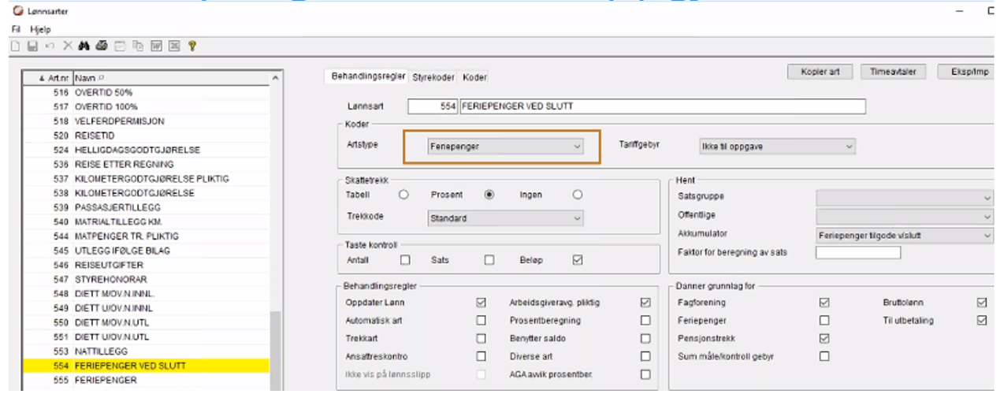 Lønnsarter
Fil Hjelp
Art.nr Navn
516 OVERTID 50%
517 OVERTID 100%
518 VELFERDPERMISJON
520 REISETID
524 HELLIGDAGSGODTGJØRELSE
536 REISE ETTER REGNING
537 KILOMETERGODTGJØRELSE PLIKTIG
538 KILOMETERGODTGJØRELSE
539 PASSASJERTILLEGG
540 MATRIALTILLEGG KM.
544 MATPENGER TR. PLIKTIG
545 UTLEGG IFØLGE BILAG
546 REISEUTGIFTER
547 STYREHONORAR
548 DIETT M/OV.N.INNL.
549 DIETT U/OV.N.INNL
550 DIETT M/OV.N.UTL
551 DIETT U/OV.N.UTL
553 NATTILLEGG
554 FERIEPENGER VED SLUTT
555 FERIEPENGER
Behandlingsregler Styrekoder Koder
Kopier art Timeavtaler Eksp/Imp
Lønnsart 554 FERIEPENGER VED SLUTT
Koder
Artstype Feriepenger Tariffgebyr Ikke til oppgave
Skattetrekk
Tabell Prosent Ingen
Trekkode Standard
Taste kontroll
Antall Sats Beløp
Hent
Satsgruppe
Offentlige
Akkumulator Feriepenger tilgode v/slutt
Faktor for beregning av sats
Behandlingsregler
Oppdater Lønn Arbeidsgiveravg. pliktig
Automatisk art Prosentberegning
Trekkart Benytter saldo
Ansattreskontro Diverse art
Ikke vis på lønnsslipp AGA avvik prosentber.
Danner grunnlag for
Fagforening Bruttolønn
Feriepenger Til utbetaling
Pensjonstrekk
Sum måle/kontroll gebyr